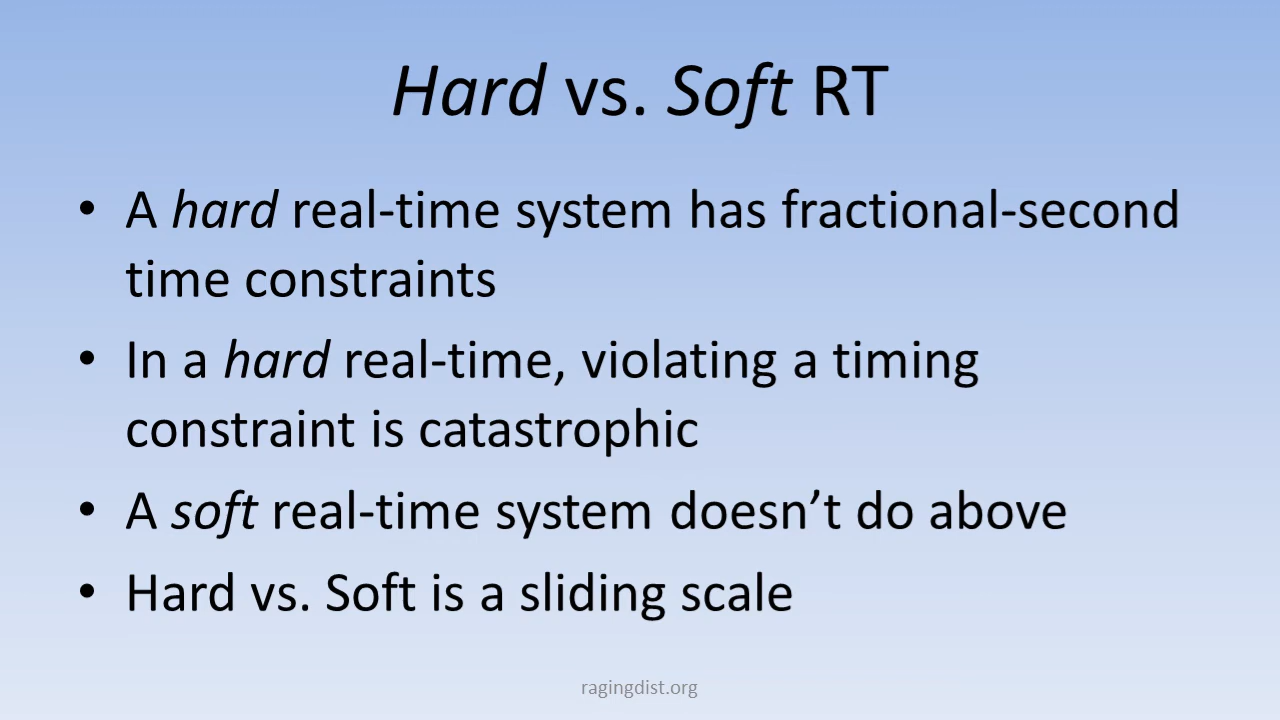 Hard vs. Soft RT
• A hard real-time system has fractional-second
time constraints
• In a hard real-time, violating a timing
constraint is catastrophic
• A soft real-time system doesn’t do above
• Hard vs. Soft is a sliding scale
ragingdist.org